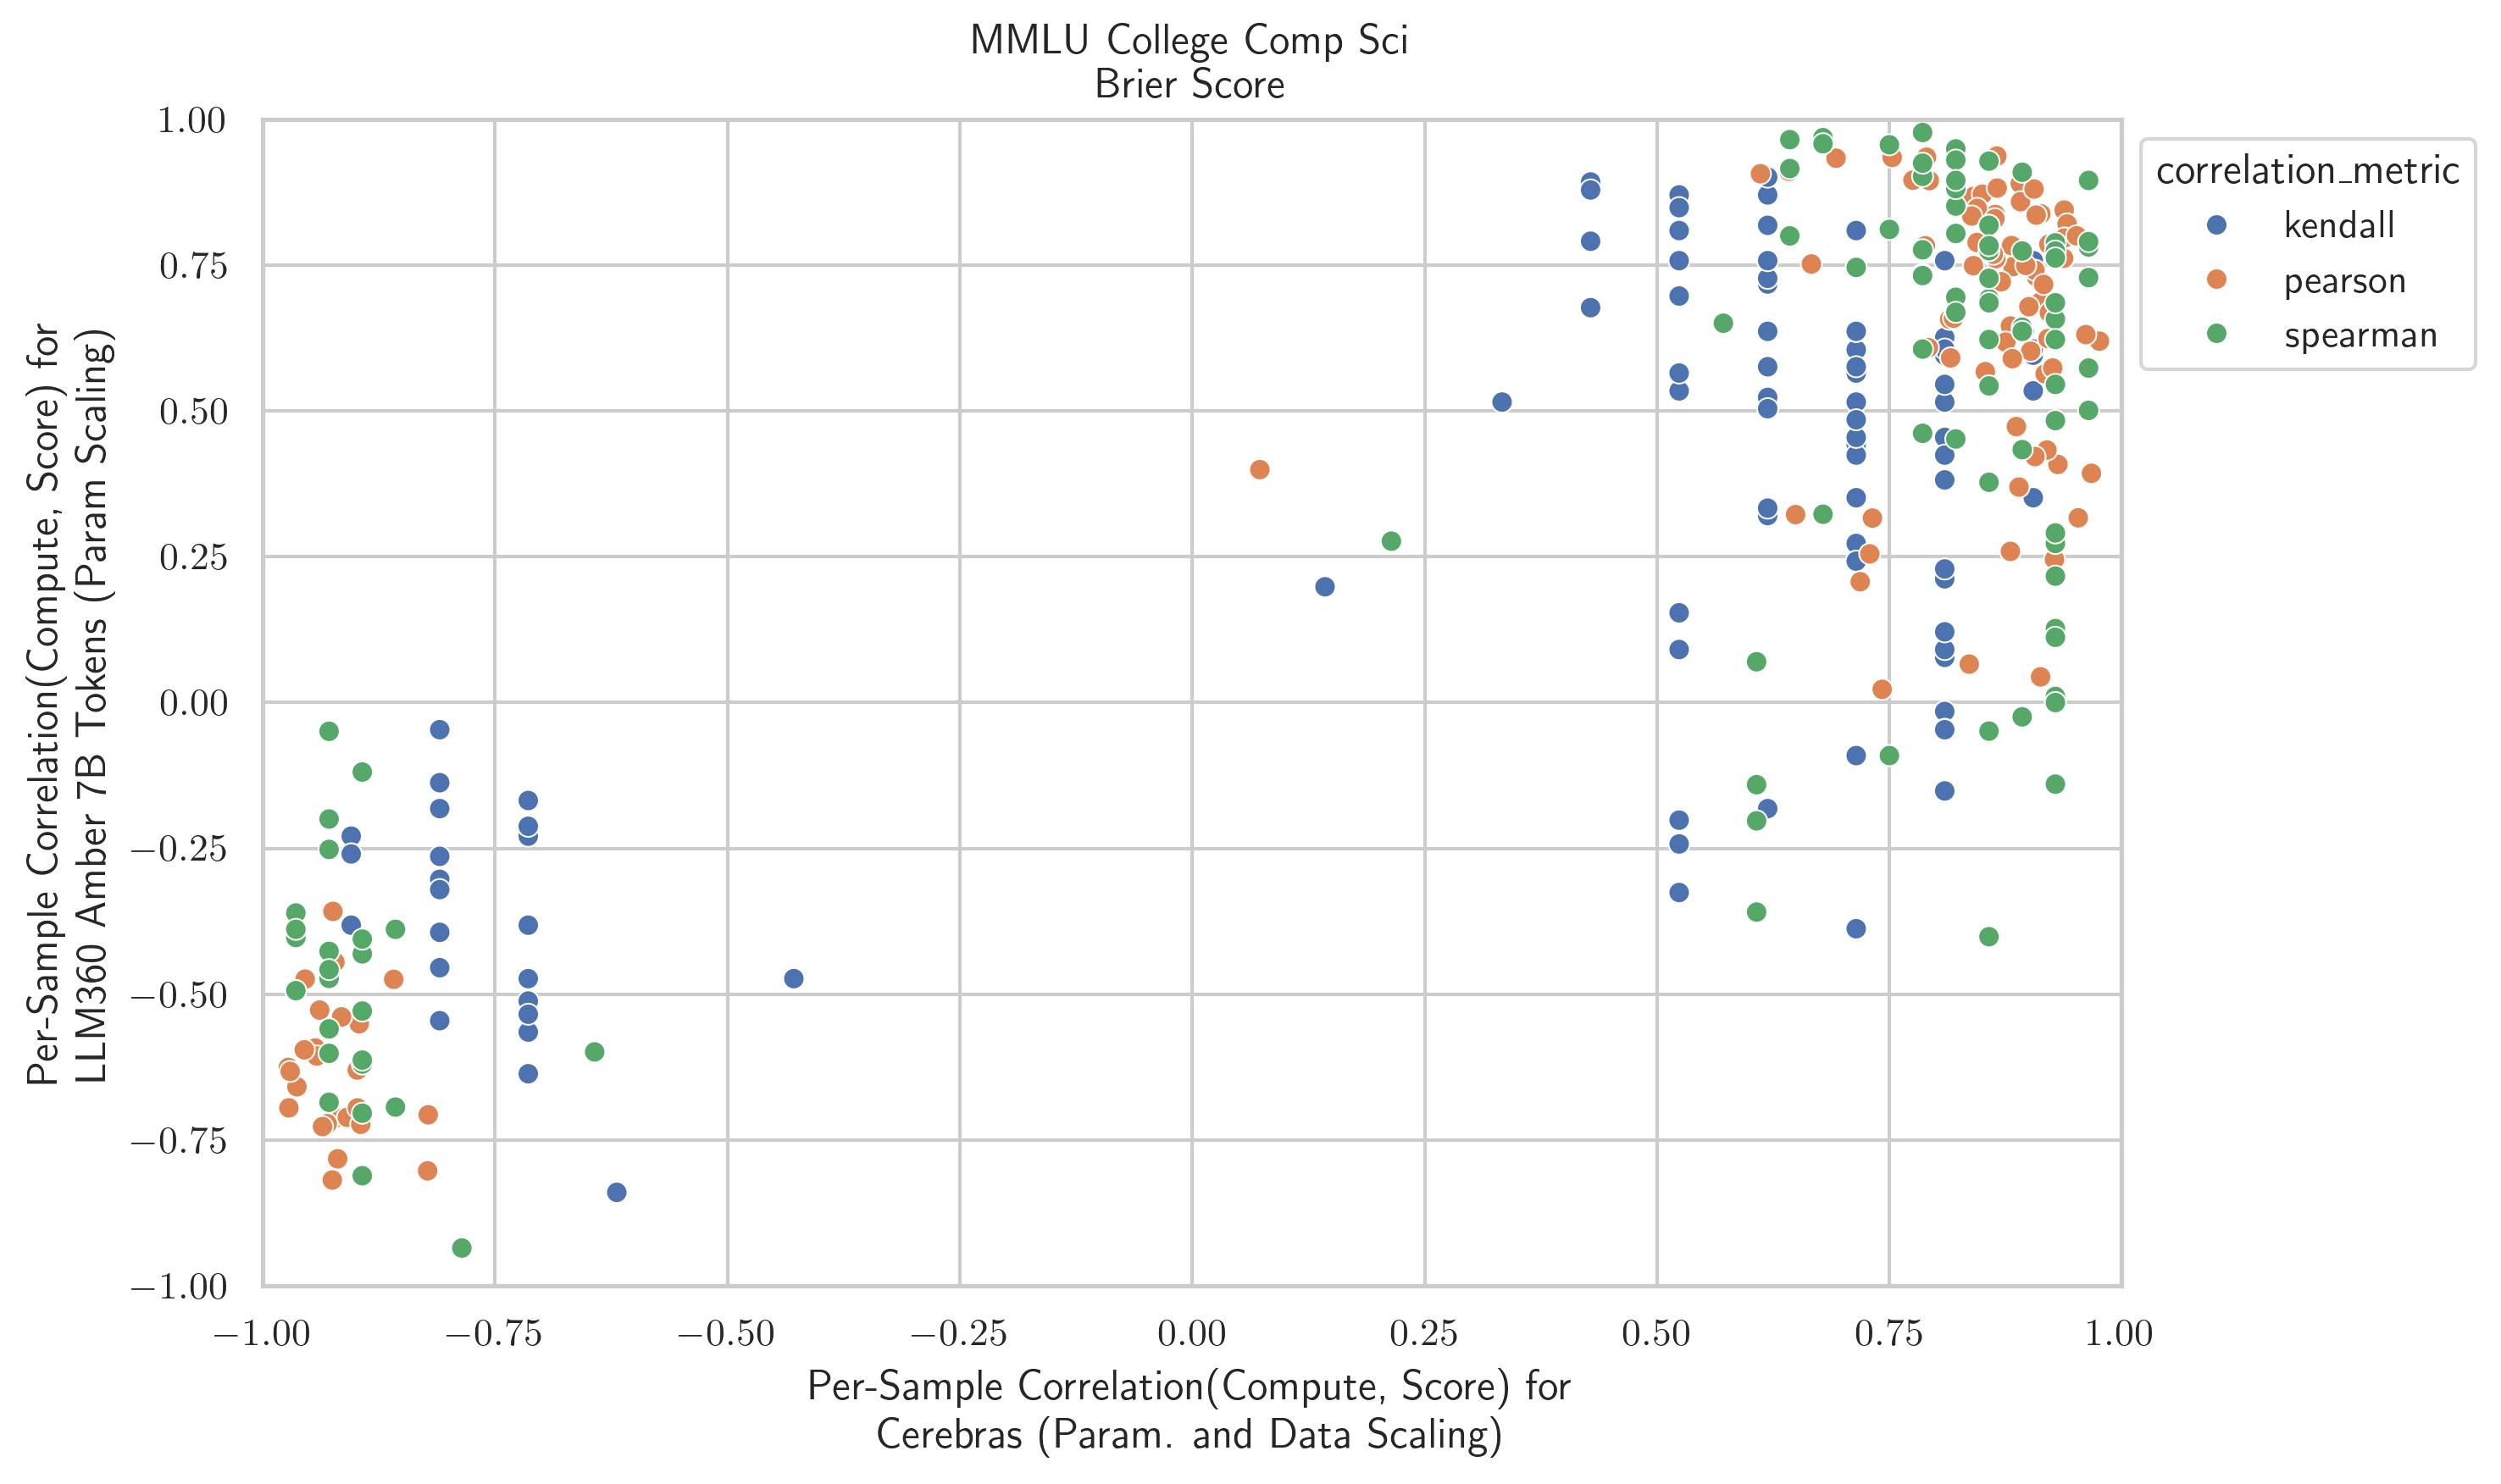 MMLU College Comp Sci
Brier Score
Per-Sample Correlation(Compute, Score) for
LLM360 Amber 7B Tokens (Param Scaling)
1.00
0.75
0.50
0.25
0.00
−0.25
−0.50
−0.75
−1.00
−1.00 −0.75 −0.50 −0.25 0.00 0.25 0.50 0.75 1.00
Per-Sample Correlation(Compute, Score) for
Cerebras (Param. and Data Scaling)
correlation_metric
kendall
pearson
spearman